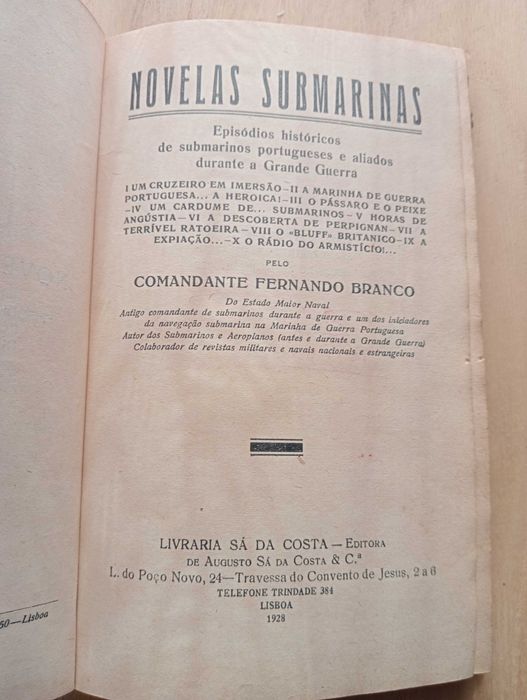 NOVELAS SUBMARINAS
Episódios históricos
de submarinos portugueses e aliados
durante a Grande Guerra
I UM CRUZEIRO EM IMERSÃO—II A MARINHA DE GUERRA
PORTUGUESA... A HEROICA!—III O PÁSSARO E O PEIXE
—IV UM CARDUME DE... SUBMARINOS—V HORAS DE
ANGÚSTIA—VI A DESCOBERTA DE PERPIGNAN—VII A
TERRÍVEL RATOEIRA—VIII O «BLUFF» BRITANICO—IX A
EXPIAÇÃO...—X O RÁDIO DO ARMISTÍCIO!...
PELO
COMANDANTE FERNANDO BRANCO
Do Estado Maior Naval
Antigo comandante de submarinos durante a guerra e um dos iniciadores
da navegação submarina na Marinha de Guerra Portuguesa
Autor dos Submarinos e Aeroplanos (antes e durante a Grande Guerra)
Colaborador de revistas militares e navais nacionais e estrangeiras
LIVRARIA SÁ DA COSTA — EDITORA
DE AUGUSTO SÁ DA COSTA & C.ª
L. do Poço Novo, 24—Travessa do Convento de Jesus, 2 a 6
TELEFONE TRINDADE 384
LISBOA
1928
50—Lisboa